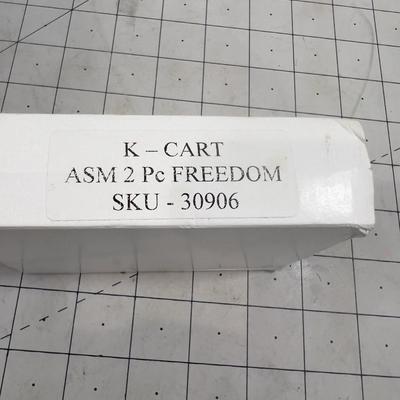 K – CART
ASM 2 Pc FREEDOM
SKU - 30906